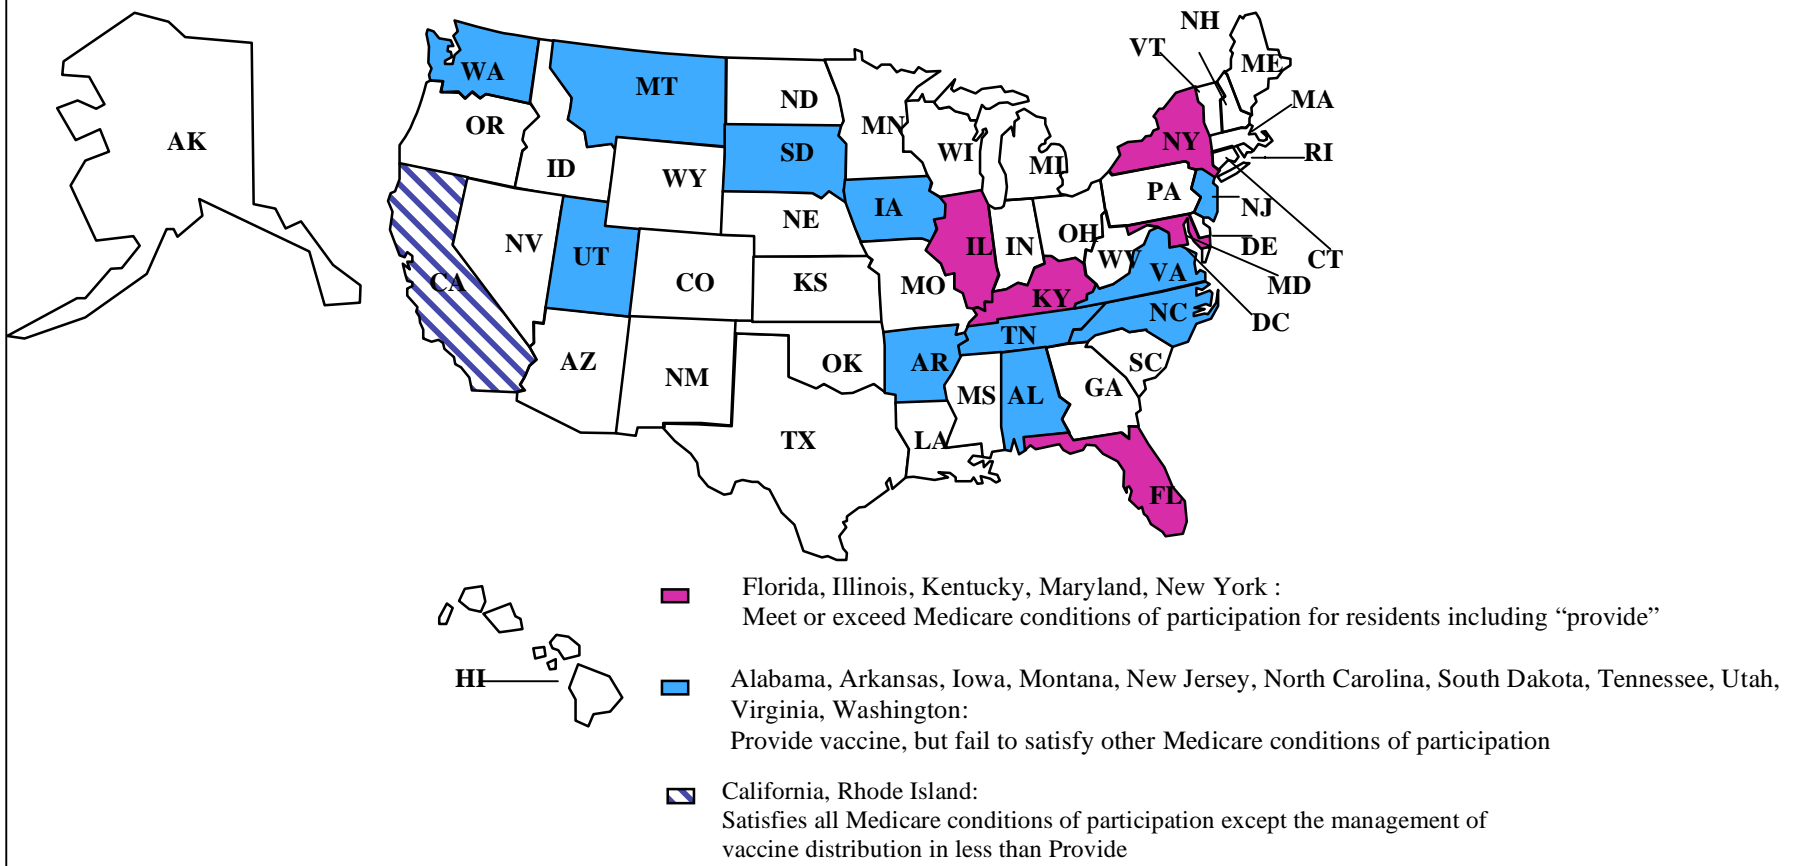 NH
VT
ME
WA
MT
ND
MA
OR
MN
AK
NY
SD
WI
RI
MI
ID
WY
PA
IA
NJ
NE
NV
IL
IN
OH
DE
UT
WV
CT
CO
KS
MO
CA
VA
MD
KY
NC
DC
TN
AZ
OK
AR
SC
NM
MS
AL
GA
TX
LA
FL
Florida, Illinois, Kentucky, Maryland, New York :
Meet or exceed Medicare conditions of participation for residents including “provide”
HI
Alabama, Arkansas, Iowa, Montana, New Jersey, North Carolina, South Dakota, Tennessee, Utah,
Virginia, Washington:
Provide vaccine, but fail to satisfy other Medicare conditions of participation
California, Rhode Island:
Satisfies all Medicare conditions of participation except the management of
vaccine distribution in less than Provide